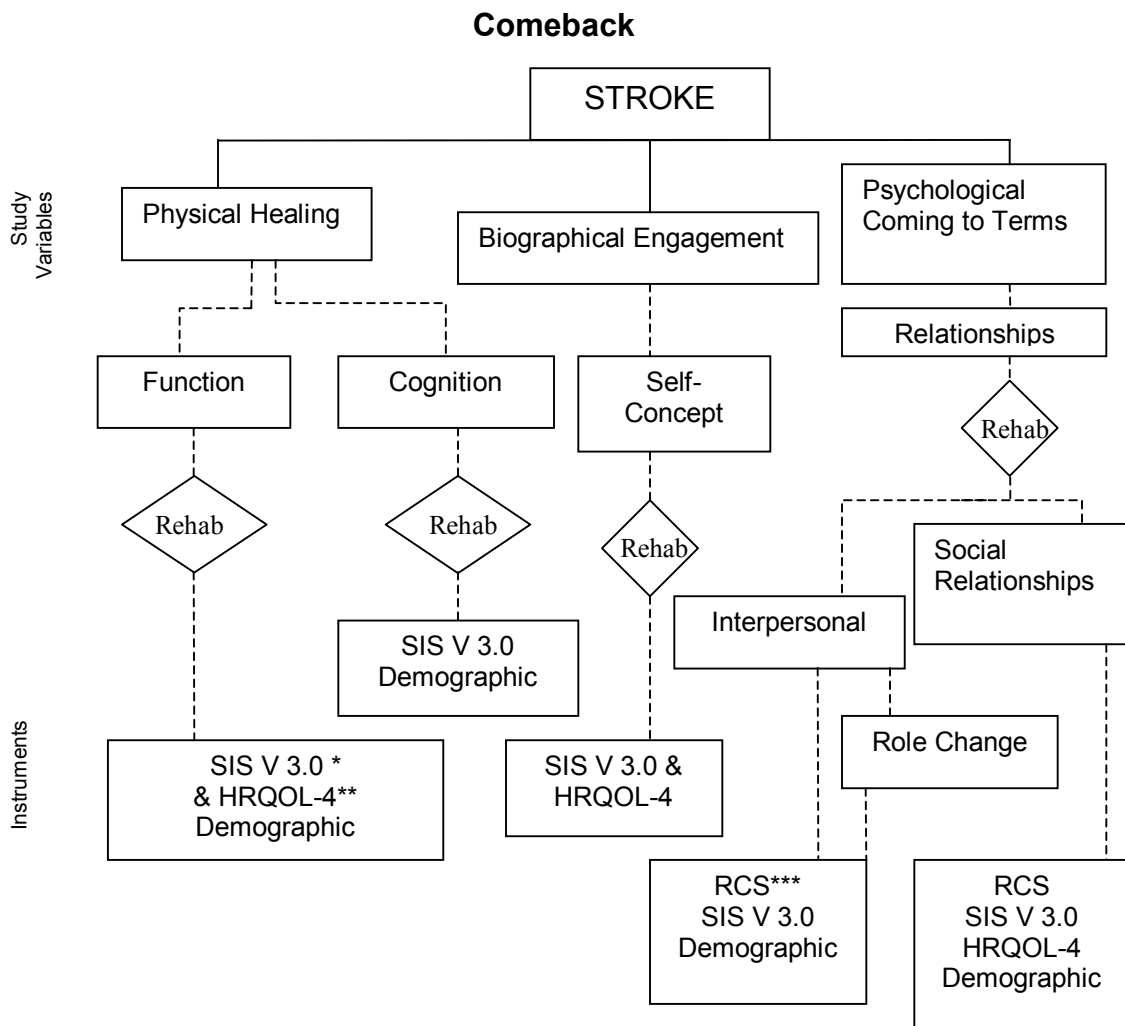 Comeback
STROKE
Study
Variables
Physical Healing
Biographical Engagement
Psychological
Coming to Terms
Relationships
Function
Cognition
Self-
Concept
Rehab
Rehab
Rehab
Rehab
Social
Relationships
Interpersonal
SIS V 3.0
Demographic
Role Change
Instruments
SIS V 3.0 *
& HRQOL-4**
Demographic
SIS V 3.0 &
HRQOL-4
RCS***
SIS V 3.0
Demographic
RCS
SIS V 3.0
HRQOL-4
Demographic